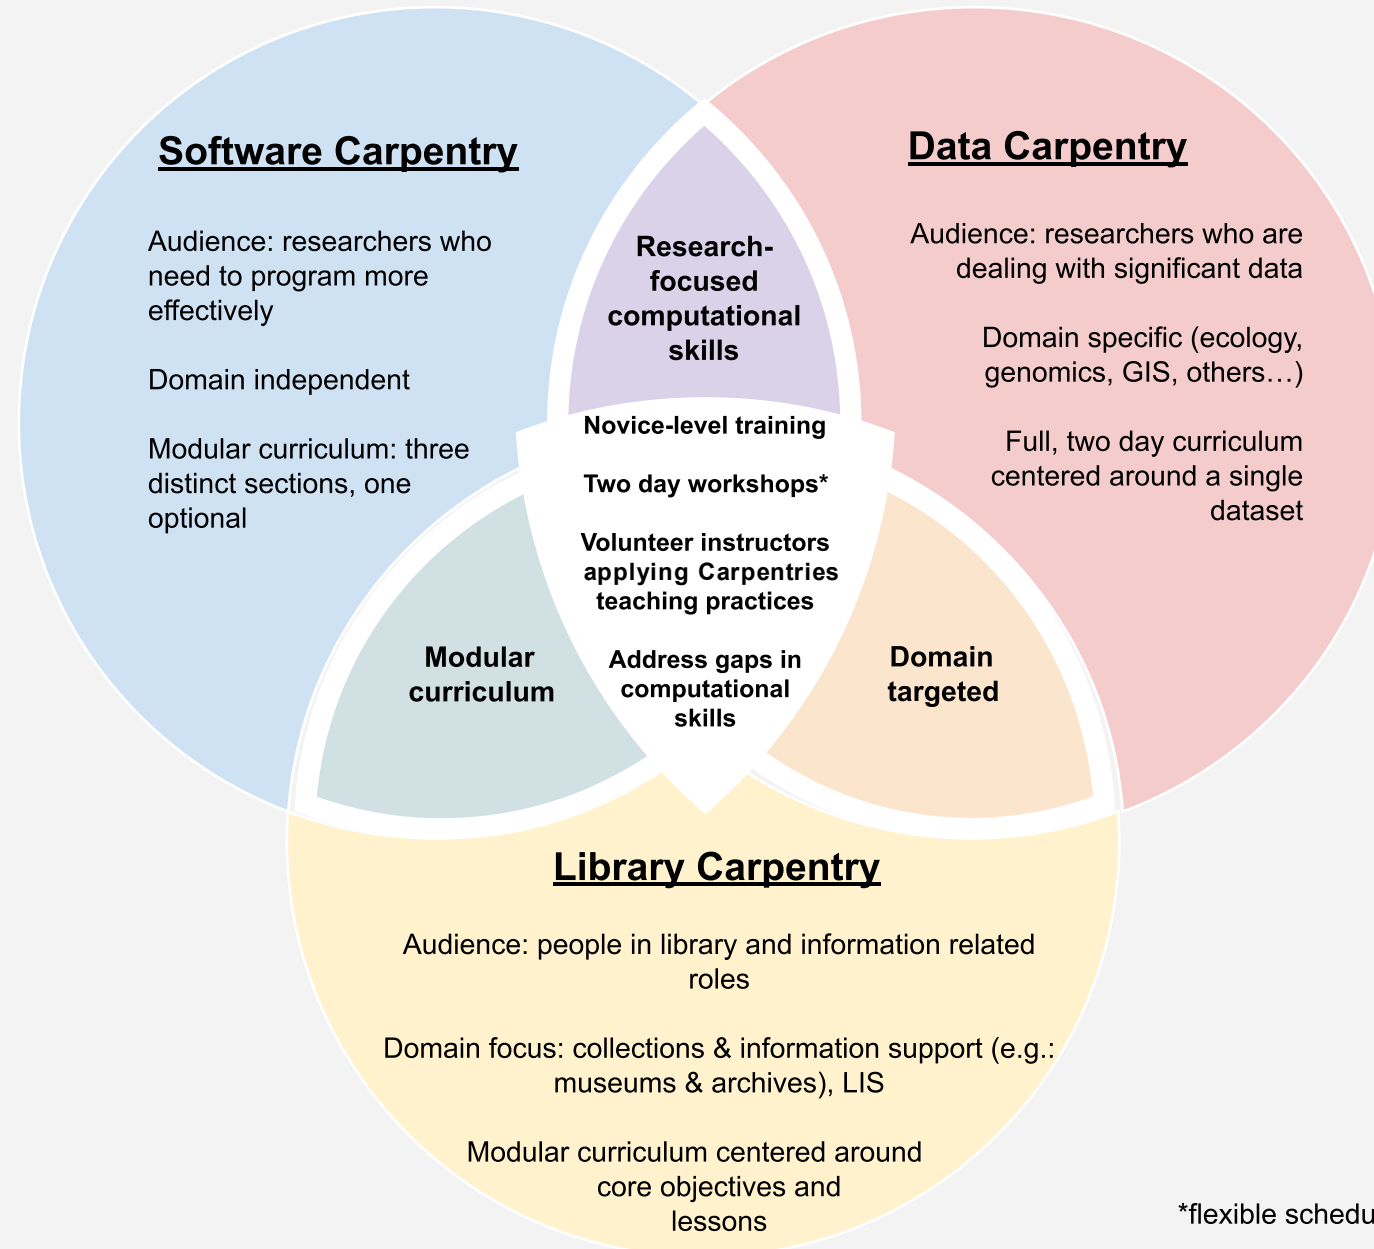 Software Carpentry
Audience: researchers who
need to program more
effectively
Domain independent
Modular curriculum: three
distinct sections, one
optional
Data Carpentry
Audience: researchers who are
dealing with significant data
Domain specific (ecology,
genomics, GIS, others…)
Full, two day curriculum
centered around a single
dataset
Research-
focused
computational
skills
Novice-level training
Two day workshops*
Volunteer instructors
applying Carpentries
teaching practices
Address gaps in
computational
skills
Modular
curriculum
Domain
targeted
Library Carpentry
Audience: people in library and information related
roles
Domain focus: collections & information support (e.g.:
museums & archives), LIS
Modular curriculum centered around
core objectives and
lessons
*flexible